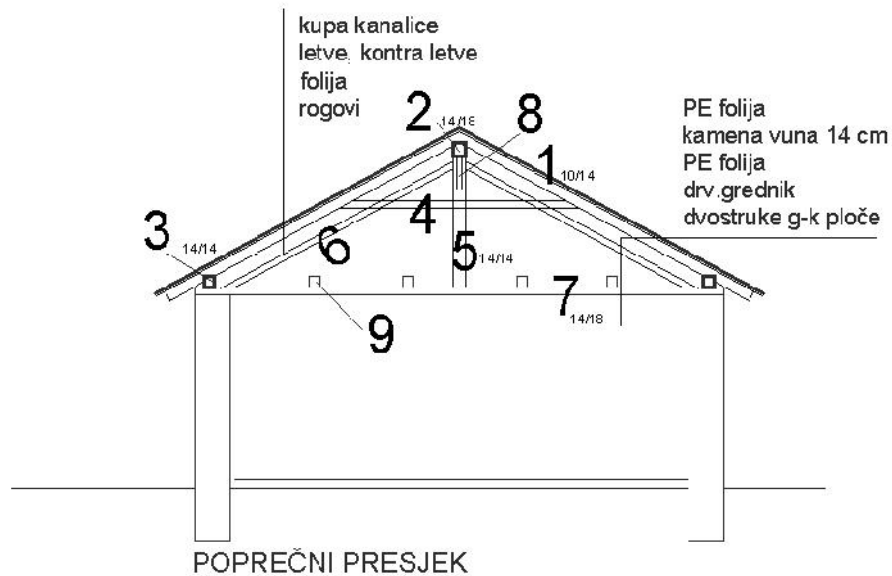 kupa kanalice
letve, kontra letve
folija
rogovi
PE folija
kamena vuna 14 cm
PE folija
drv.grednik
dvostruke g-k ploče
2
14/18
8
1
10/14
4
3
14/14
6
5
14/14
7
14/18
9
POPREČNI PRESJEK